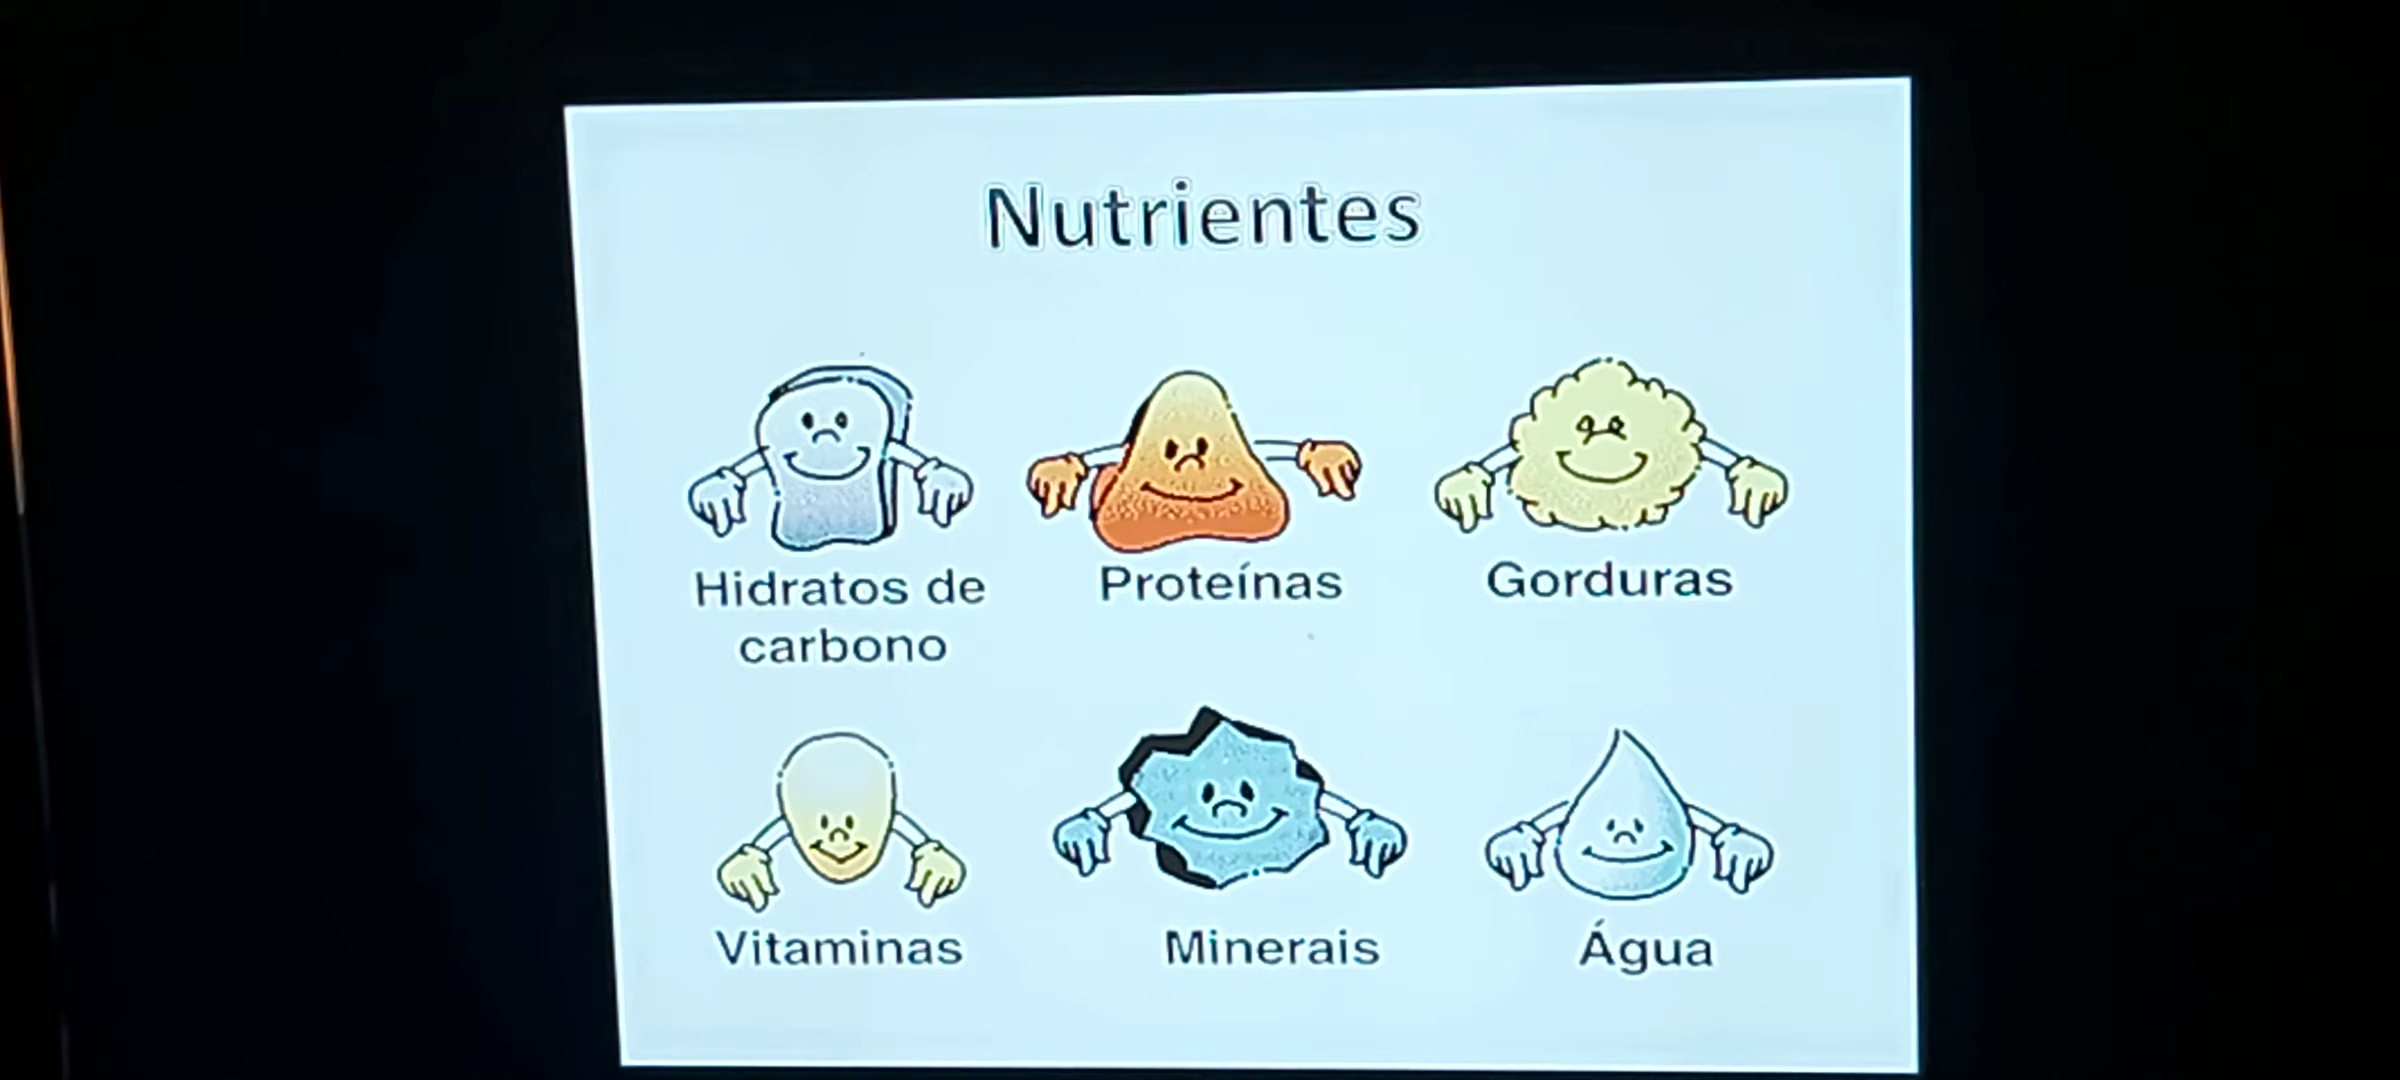 Nutrientes
Hidratos de
carbono
Proteínas
Gorduras
Vitaminas
Minerais
Água